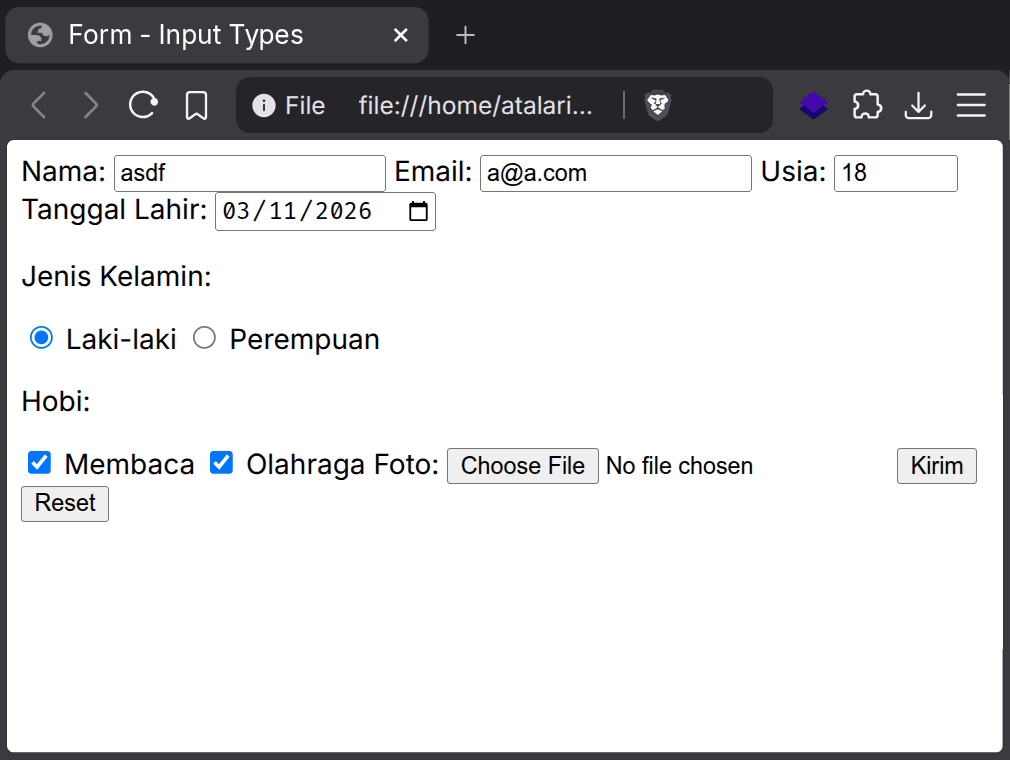 Form - Input Types
File file:///home/atalari...
Nama: asdf Email: a@a.com Usia: 18
Tanggal Lahir: 03/11/2026
Jenis Kelamin:
Laki-laki Perempuan
Hobi:
Membaca Olahraga Foto: Choose File No file chosen Kirim
Reset